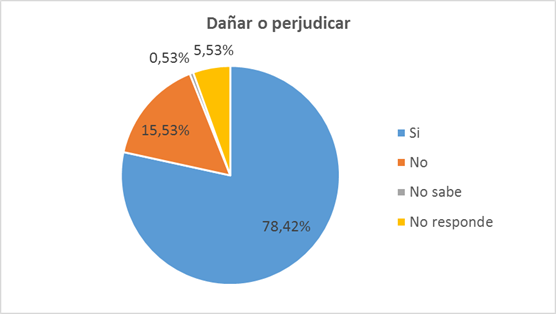 Dañar o perjudicar
0,53%
5,53%
15,53%
78,42%
Si
No
No sabe
No responde